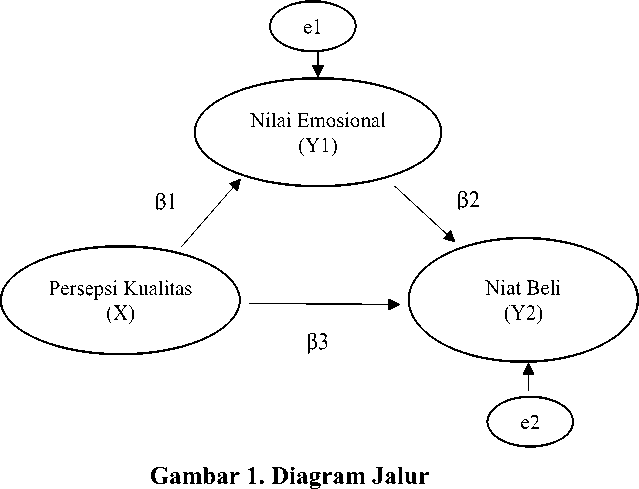 e1
Nilai Emosional
(Y1)
β1
β2
Persepsi Kualitas
(X)
Niat Beli
(Y2)
β3
e2
Gambar 1. Diagram Jalur